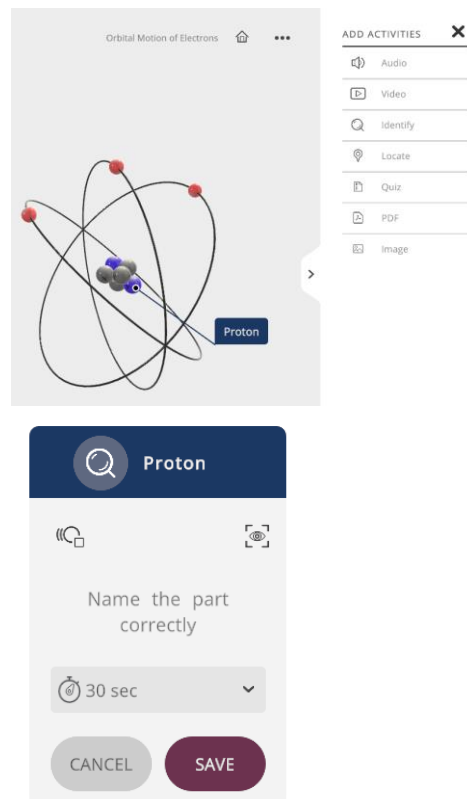 Orbital Motion of Electrons
ADD ACTIVITIES
Audio
Video
Identify
Locate
Quiz
PDF
Image
Proton
Proton
Name the part
correctly
30 sec
CANCEL
SAVE